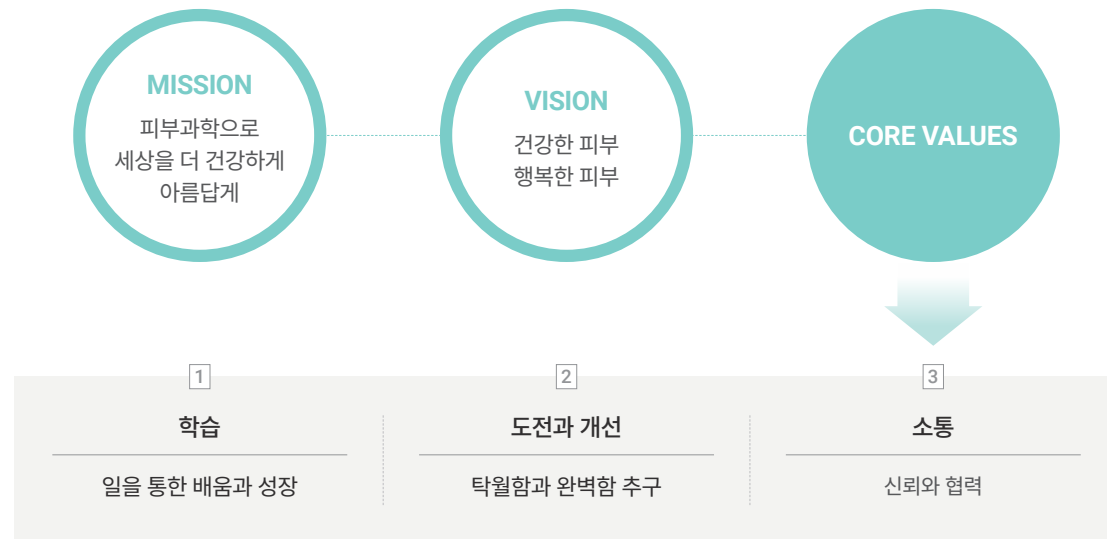 MISSION
피부과학으로
세상을 더 건강하게
아름답게
VISION
건강한 피부
행복한 피부
CORE VALUES
1
학습
일을 통한 배움과 성장
2
도전과 개선
탁월함과 완벽함 추구
3
소통
신뢰와 협력